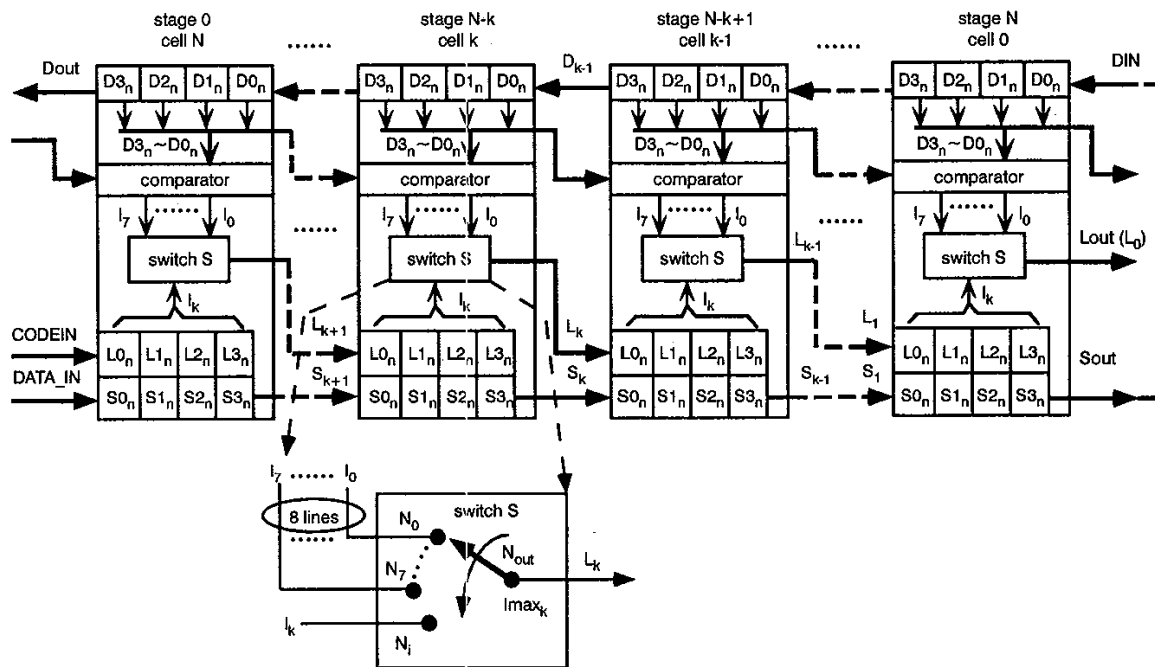 stage 0 stage N-k stage N-k+1 stage N
cell N ...... cell k cell k-1 ...... cell 0
Dout D3n D2n D1n D0n D3n D2n D1n D0n Dk-1 D3n D2n D1n D0n D3n D2n D1n D0n DIN
D3n~D0n D3n~D0n D3n~D0n D3n~D0n
comparator comparator comparator comparator
I7 ...... I0 I7 ...... I0 I7 ...... I0 I7 ...... I0
...... ......
switch S switch S switch S Lk-1 switch S Lout (L0)
Ik Ik Ik Ik
CODEIN Lk+1 Lk L1
L0n L1n L2n L3n L0n L1n L2n L3n L0n L1n L2n L3n L0n L1n L2n L3n
DATA_IN Sk+1 Sk Sk-1 S1 Sout
S0n S1n S2n S3n S0n S1n S2n S3n S0n S1n S2n S3n S0n S1n S2n S3n
I7 ...... I0
8 lines switch S
...... N0
Nout
N7 Lk
Imaxk
Ik
Ni